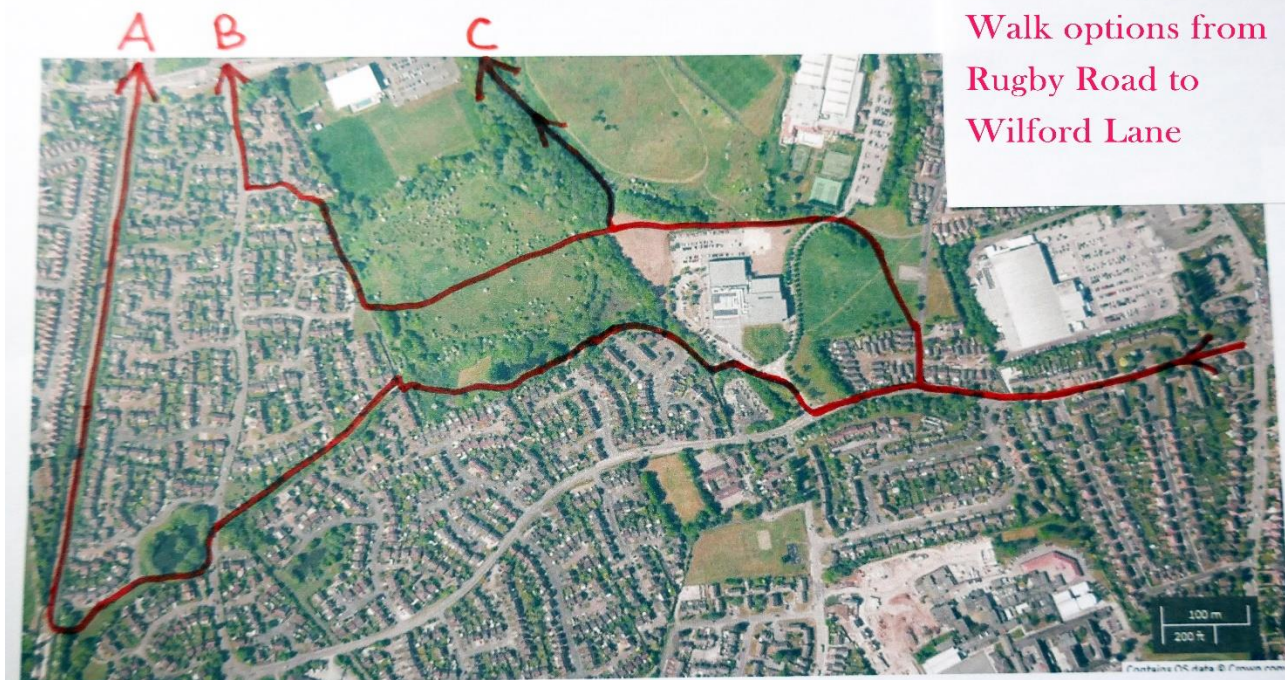 A B C
Walk options from
Rugby Road to
Wilford Lane
100 m
200 ft
Contains OS data © Crown